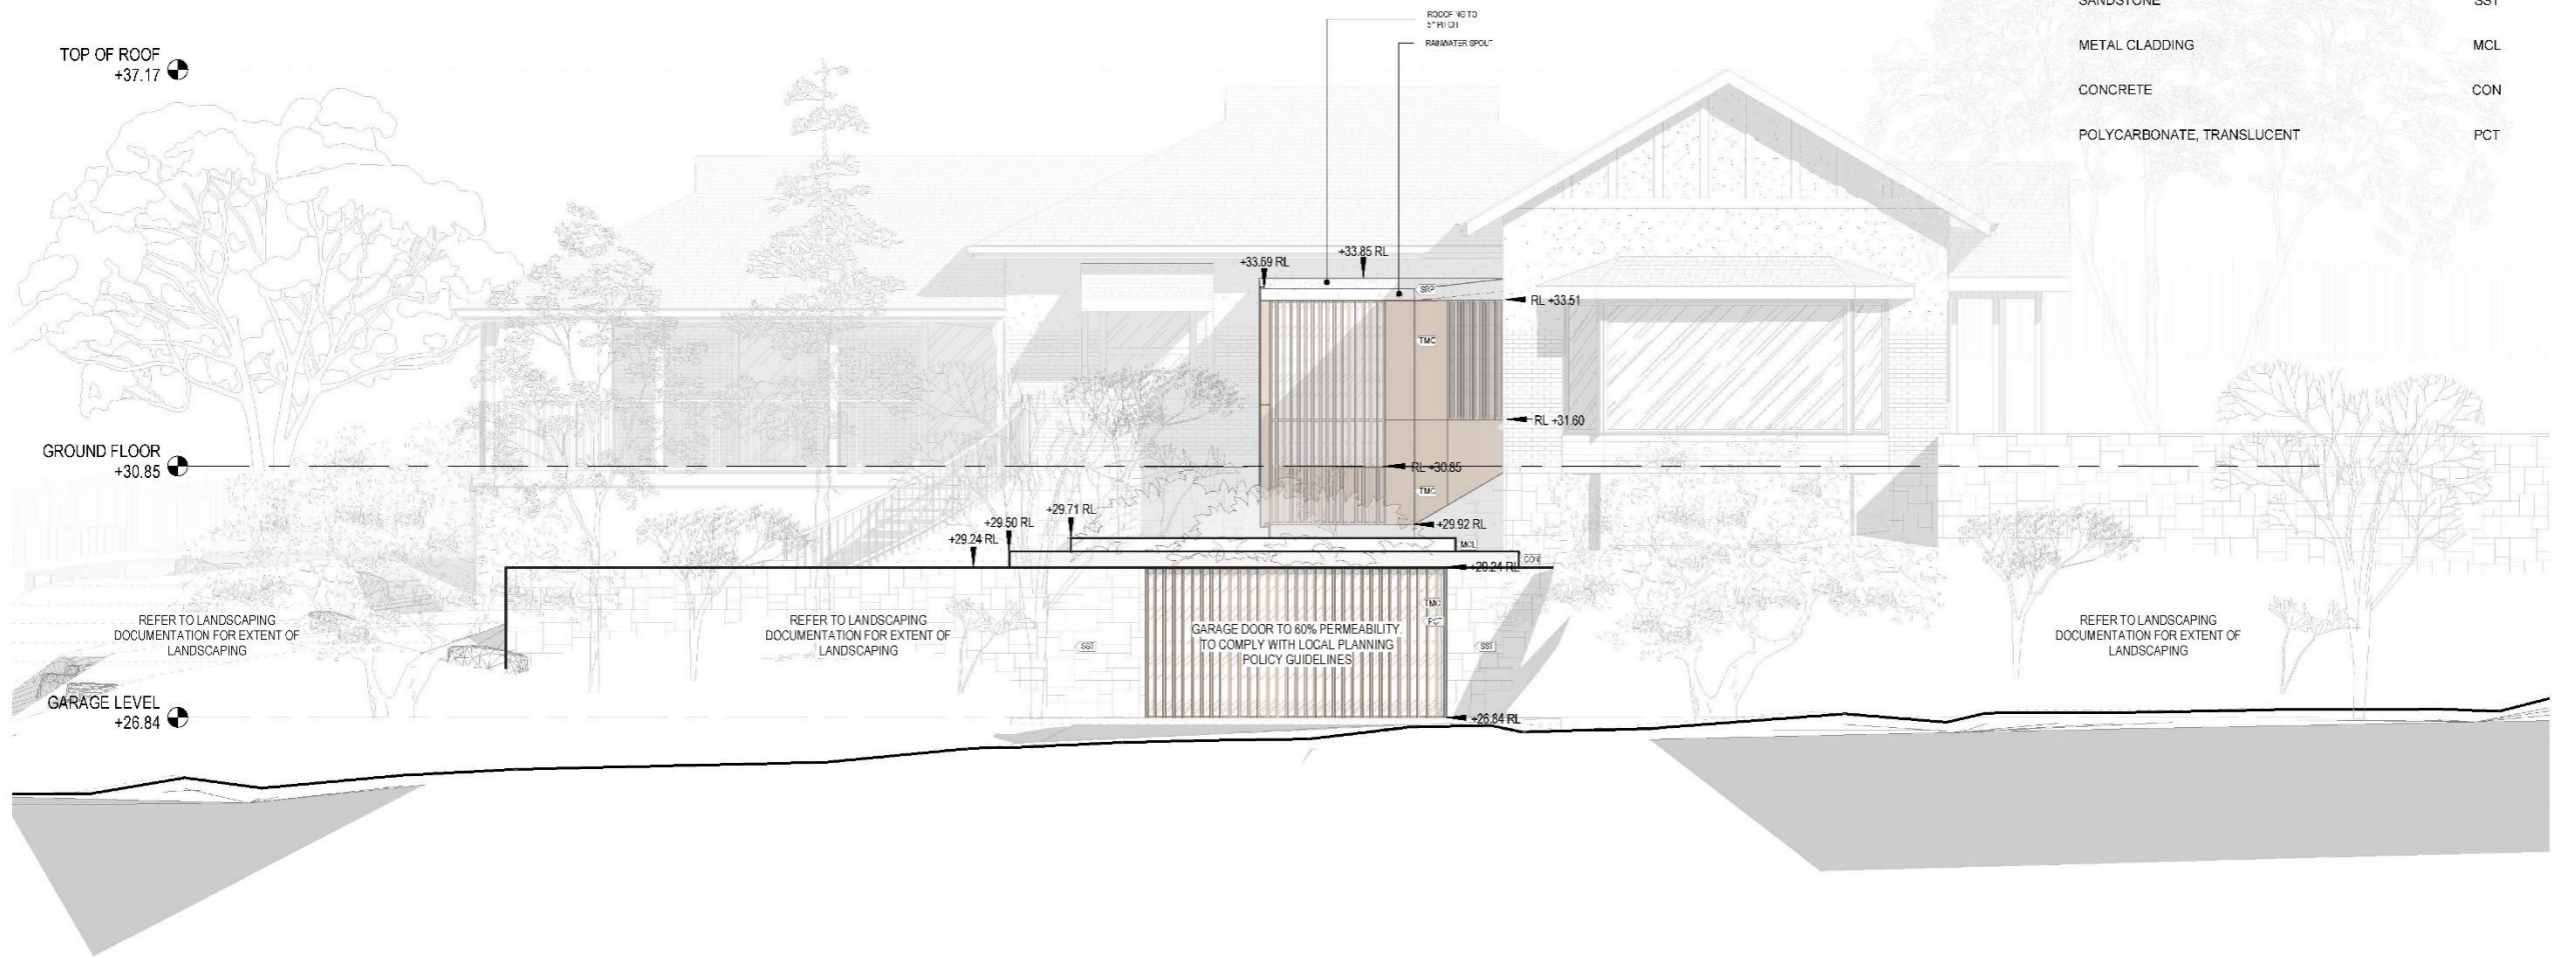 SANDSTONE SST
TOP OF ROOF
+37.17
METAL CLADDING MCL
CONCRETE CON
POLYCARBONATE, TRANSLUCENT PCT
RAINWATER SPOUT
+33.85 RL
+33.69 RL
SRP
RL +33.51
TMC
RL +31.60
GROUND FLOOR
+30.85
RL +30.85
TMC
+29.92 RL
+29.71 RL
+29.50 RL
+29.24 RL
MCL
CON
+29.24 RL
TMC
PCT
REFER TO LANDSCAPING
DOCUMENTATION FOR EXTENT OF
LANDSCAPING
REFER TO LANDSCAPING
DOCUMENTATION FOR EXTENT OF
LANDSCAPING
SST
GARAGE DOOR TO 60% PERMEABILITY.
TO COMPLY WITH LOCAL PLANNING
POLICY GUIDELINES
SST
REFER TO LANDSCAPING
DOCUMENTATION FOR EXTENT OF
LANDSCAPING
GARAGE LEVEL
+26.84
+26.84 RL